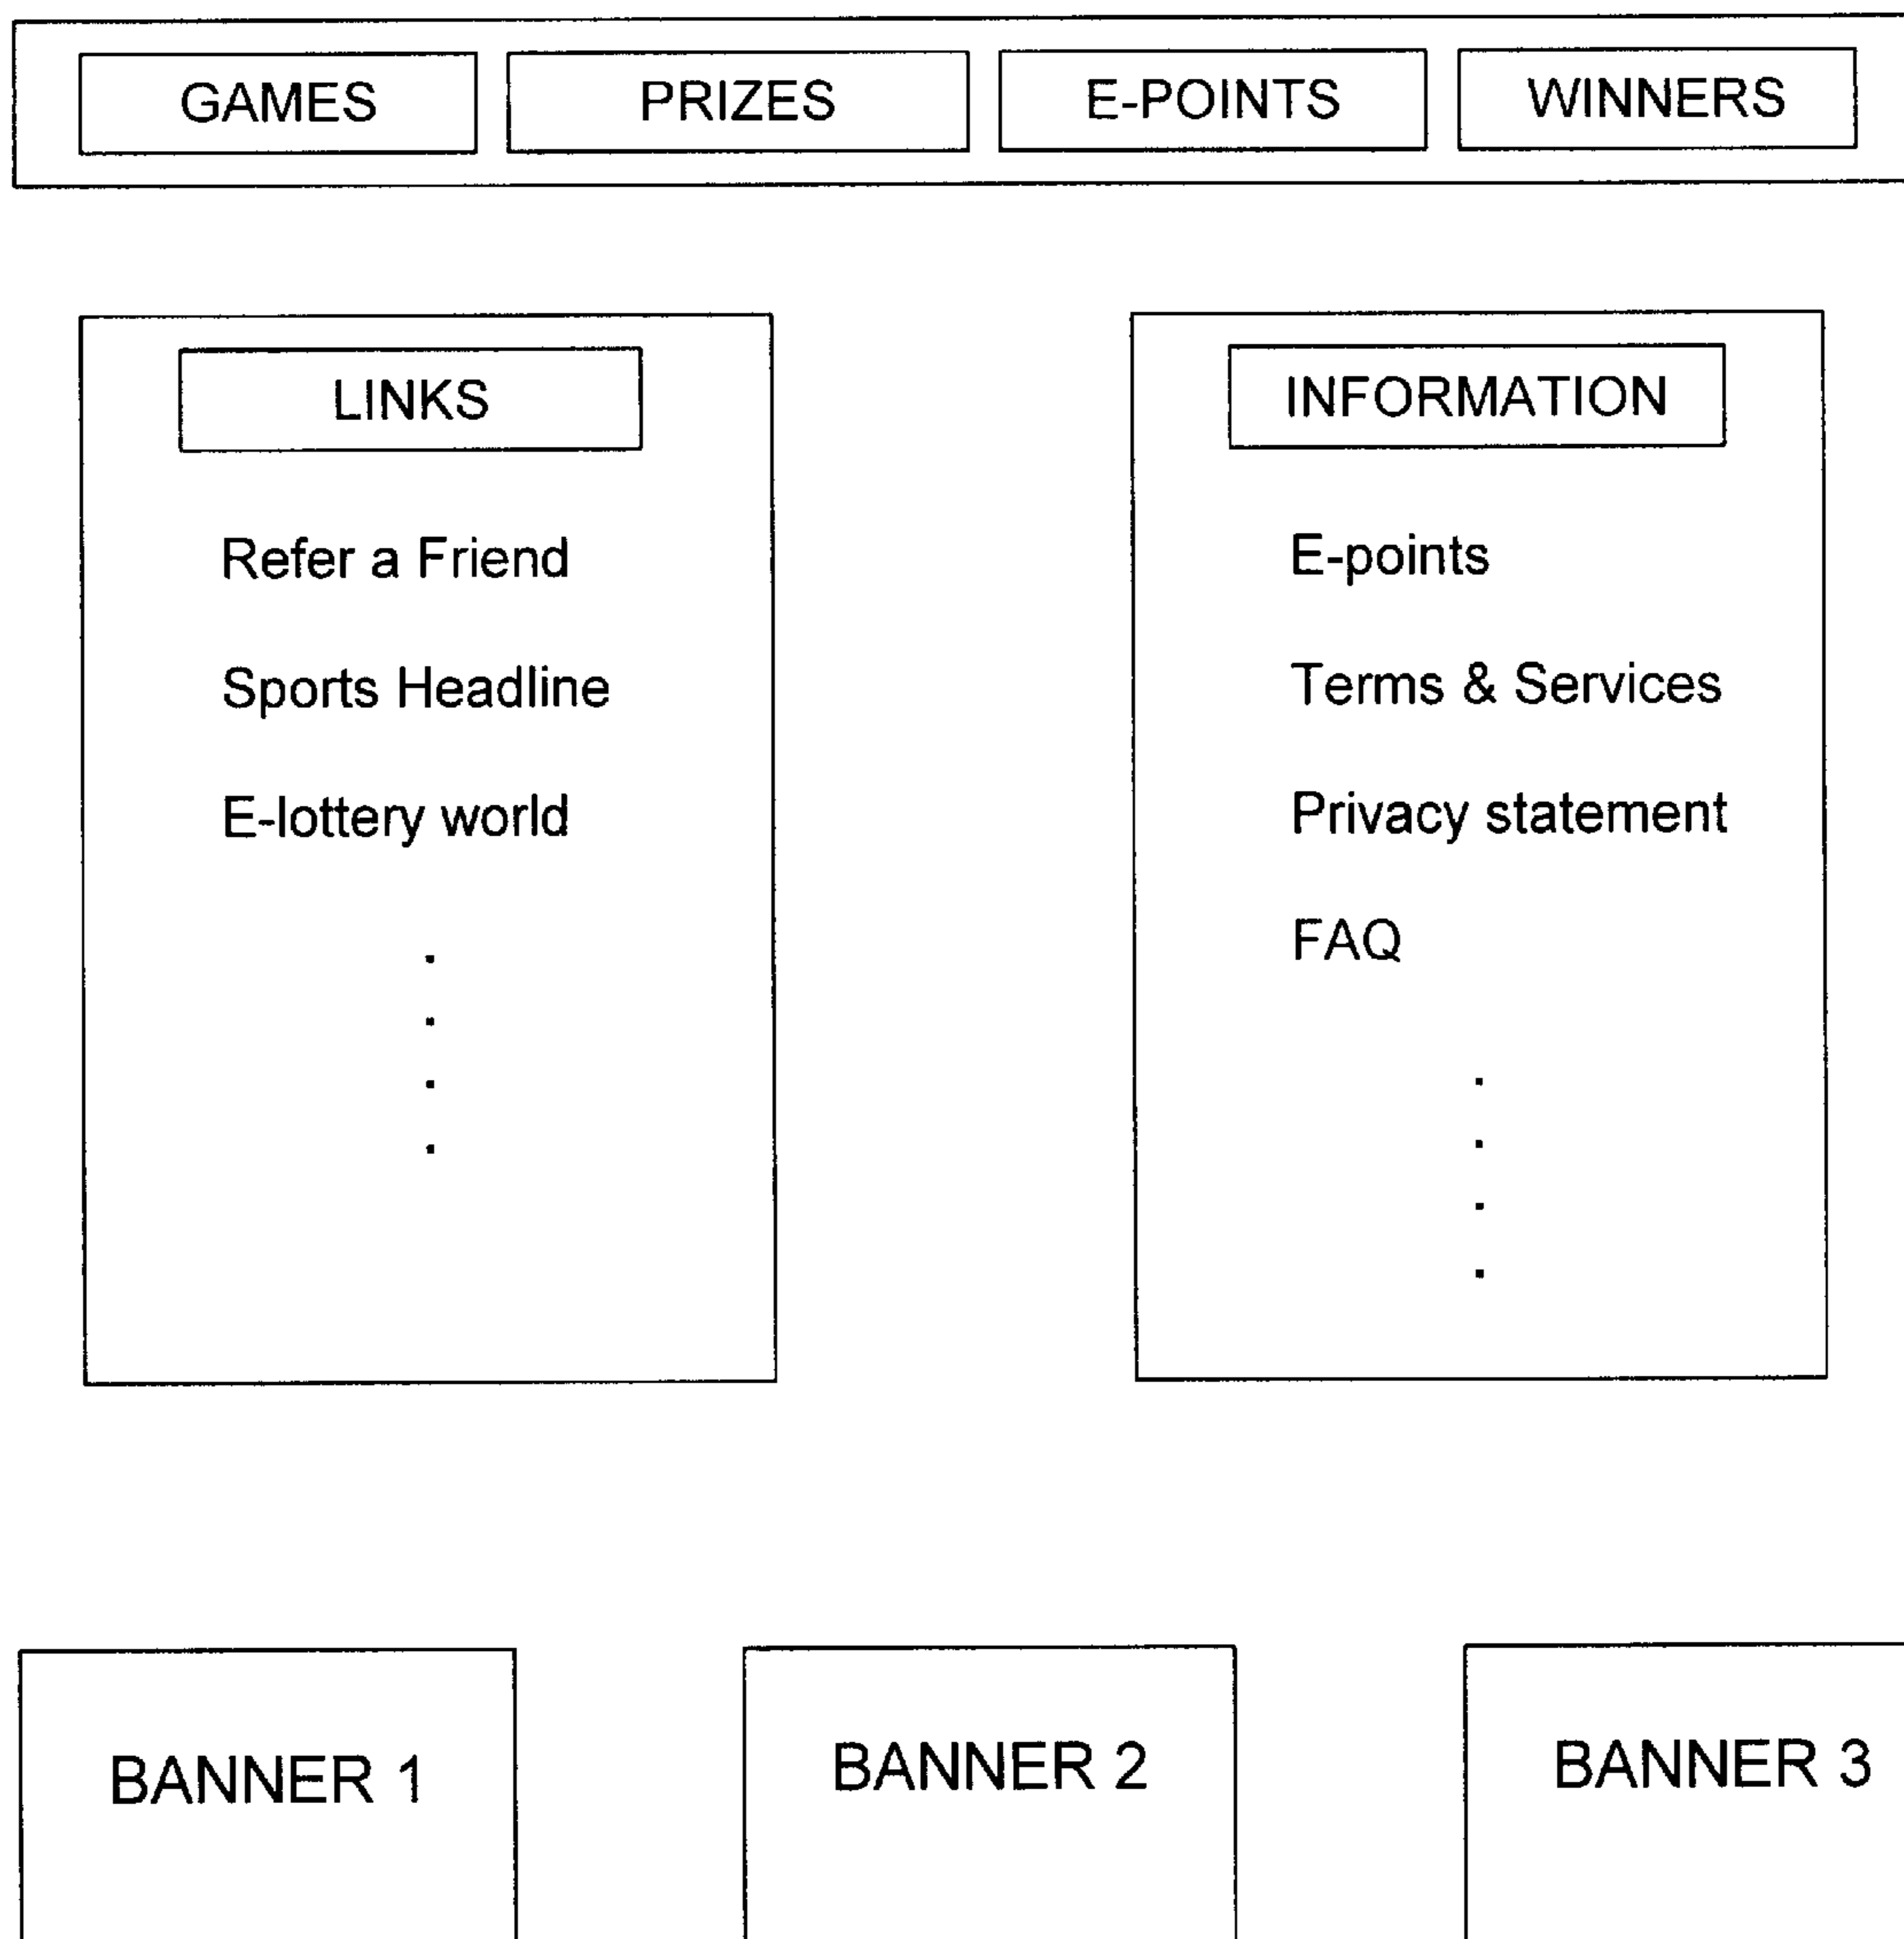 GAMES PRIZES E-POINTS WINNERS
LINKS
Refer a Friend
Sports Headline
E-lottery world
.
.
.
.
INFORMATION
E-points
Terms & Services
Privacy statement
FAQ
.
.
.
.
BANNER 1 BANNER 2 BANNER 3